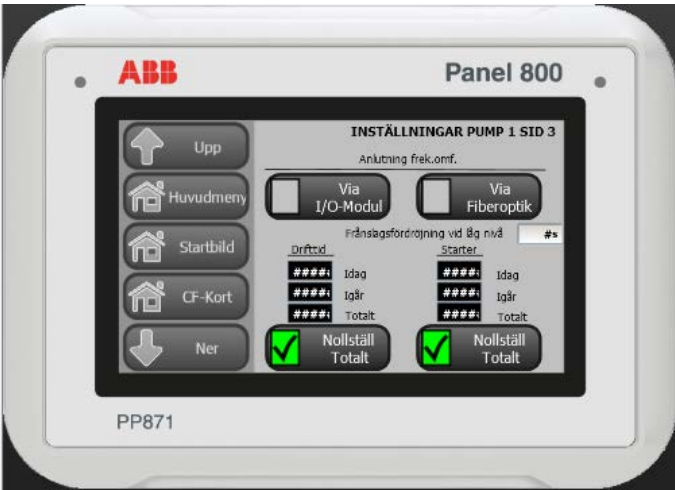 ABB
Panel 800
INSTÄLLNINGAR PUMP 1 SID 3
Upp
Anlutning frek.omf.
Huvudmeny
Via
I/O-Modul
Via
Fiberoptik
Frånslagsfördröjning vid låg nivå #s
Startbild
Drifttid
Starter
####
Idag
####
Idag
CF-Kort
####
Igår
####
Igår
####
Totalt
####
Totalt
Ner
Nollställ
Totalt
Nollställ
Totalt
PP871